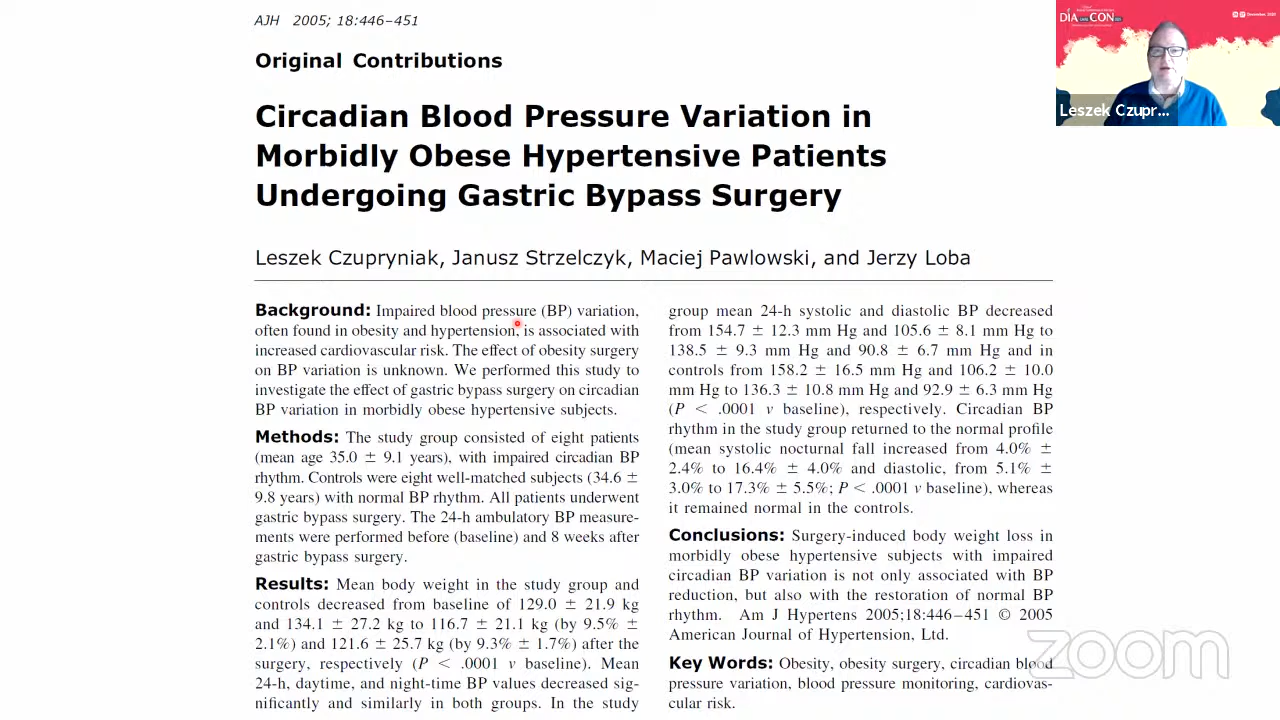 AJH 2005; 18:446–451
Original Contributions
Circadian Blood Pressure Variation in
Morbidly Obese Hypertensive Patients
Undergoing Gastric Bypass Surgery
Leszek Czupryniak, Janusz Strzelczyk, Maciej Pawlowski, and Jerzy Loba
Background: Impaired blood pressure (BP) variation,
often found in obesity and hypertension, is associated with
increased cardiovascular risk. The effect of obesity surgery
on BP variation is unknown. We performed this study to
investigate the effect of gastric bypass surgery on circadian
BP variation in morbidly obese hypertensive subjects.
Methods: The study group consisted of eight patients
(mean age 35.0 ± 9.1 years), with impaired circadian BP
rhythm. Controls were eight well-matched subjects (34.6 ±
9.8 years) with normal BP rhythm. All patients underwent
gastric bypass surgery. The 24-h ambulatory BP measure-
ments were performed before (baseline) and 8 weeks after
gastric bypass surgery.
Results: Mean body weight in the study group and
controls decreased from baseline of 129.0 ± 21.9 kg
and 134.1 ± 27.2 kg to 116.7 ± 21.1 kg (by 9.5% ±
2.1%) and 121.6 ± 25.7 kg (by 9.3% ± 1.7%) after the
surgery, respectively (P < .0001 v baseline). Mean
24-h, daytime, and night-time BP values decreased sig-
nificantly and similarly in both groups. In the study
group mean 24-h systolic and diastolic BP decreased
from 154.7 ± 12.3 mm Hg and 105.6 ± 8.1 mm Hg to
138.5 ± 9.3 mm Hg and 90.8 ± 6.7 mm Hg and in
controls from 158.2 ± 16.5 mm Hg and 106.2 ± 10.0
mm Hg to 136.3 ± 10.8 mm Hg and 92.9 ± 6.3 mm Hg
(P < .0001 v baseline), respectively. Circadian BP
rhythm in the study group returned to the normal profile
(mean systolic nocturnal fall increased from 4.0% ±
2.4% to 16.4% ± 4.0% and diastolic, from 5.1% ±
3.0% to 17.3% ± 5.5%; P < .0001 v baseline), whereas
it remained normal in the controls.
Conclusions: Surgery-induced body weight loss in
morbidly obese hypertensive subjects with impaired
circadian BP variation is not only associated with BP
reduction, but also with the restoration of normal BP
rhythm. Am J Hypertens 2005;18:446–451 © 2005
American Journal of Hypertension, Ltd.
Key Words: Obesity, obesity surgery, circadian blood
pressure variation, blood pressure monitoring, cardiovas-
cular risk.
DIA CON
Leszek Czupr...
zoom